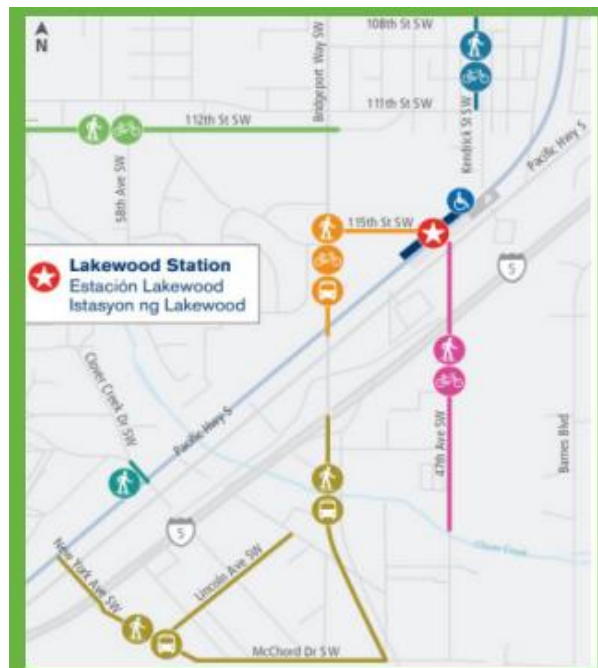 N
108th St SW
Bridgeport Way SW
111th St SW
Kendrick St SW
112th St SW
58th Ave SW
Pacific Hwy S
115th St SW
5
Lakewood Station
Estación Lakewood
Istasyon ng Lakewood
Clover Creek Dr SW
Pacific Hwy S
47th Ave SW
Barnes Blvd
5
Clover Creek
New York Ave SW
Lincoln Ave SW
McChord Dr SW